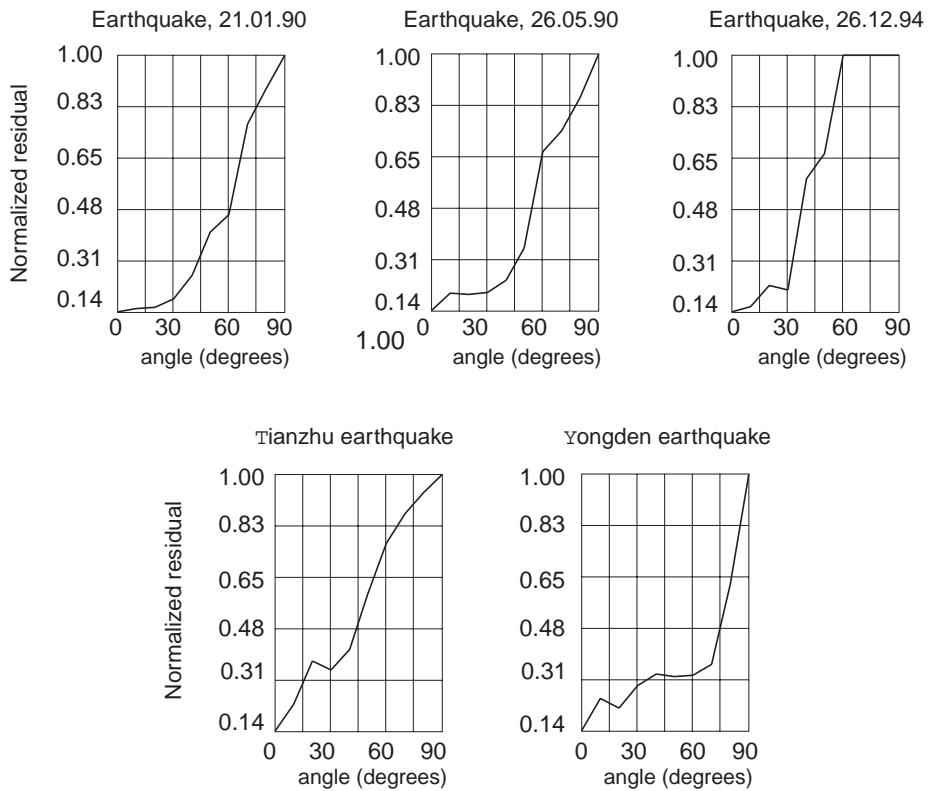 Earthquake, 21.01.90
Normalized residual
1.00
0.83
0.65
0.48
0.31
0.14
0 30 60 90
angle (degrees)
Earthquake, 26.05.90
1.00
0.83
0.65
0.48
0.31
0.14
0 30 60 90
1.00
angle (degrees)
Earthquake, 26.12.94
1.00
0.83
0.65
0.48
0.31
0.14
0 30 60 90
angle (degrees)
Tianzhu earthquake
Normalized residual
1.00
0.83
0.65
0.48
0.31
0.14
0 30 60 90
angle (degrees)
Yongden earthquake
1.00
0.83
0.65
0.48
0.31
0.14
0 30 60 90
angle (degrees)